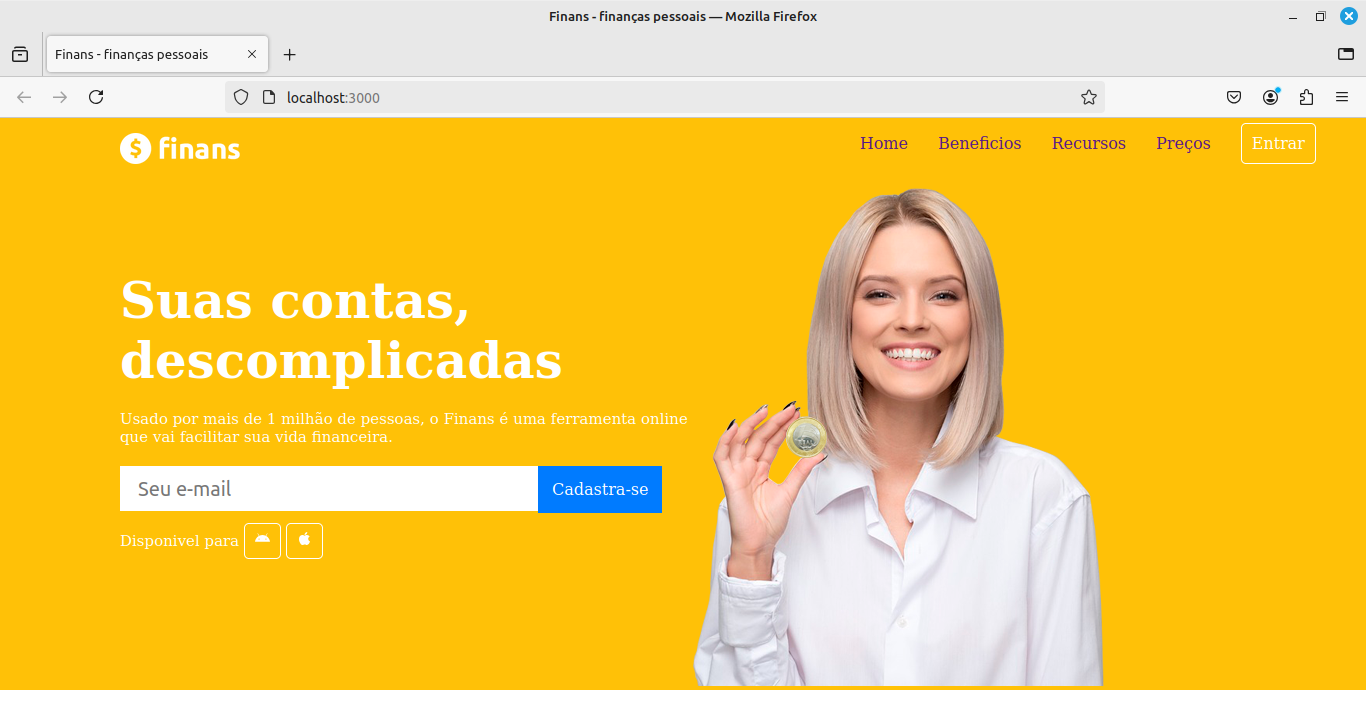 Finans - finanças pessoais — Mozilla Firefox
Finans - finanças pessoais
localhost:3000
finans
Home Beneficios Recursos Preços Entrar
Suas contas,
descomplicadas
Usado por mais de 1 milhão de pessoas, o Finans é uma ferramenta online
que vai facilitar sua vida financeira.
Seu e-mail Cadastra-se
Disponivel para